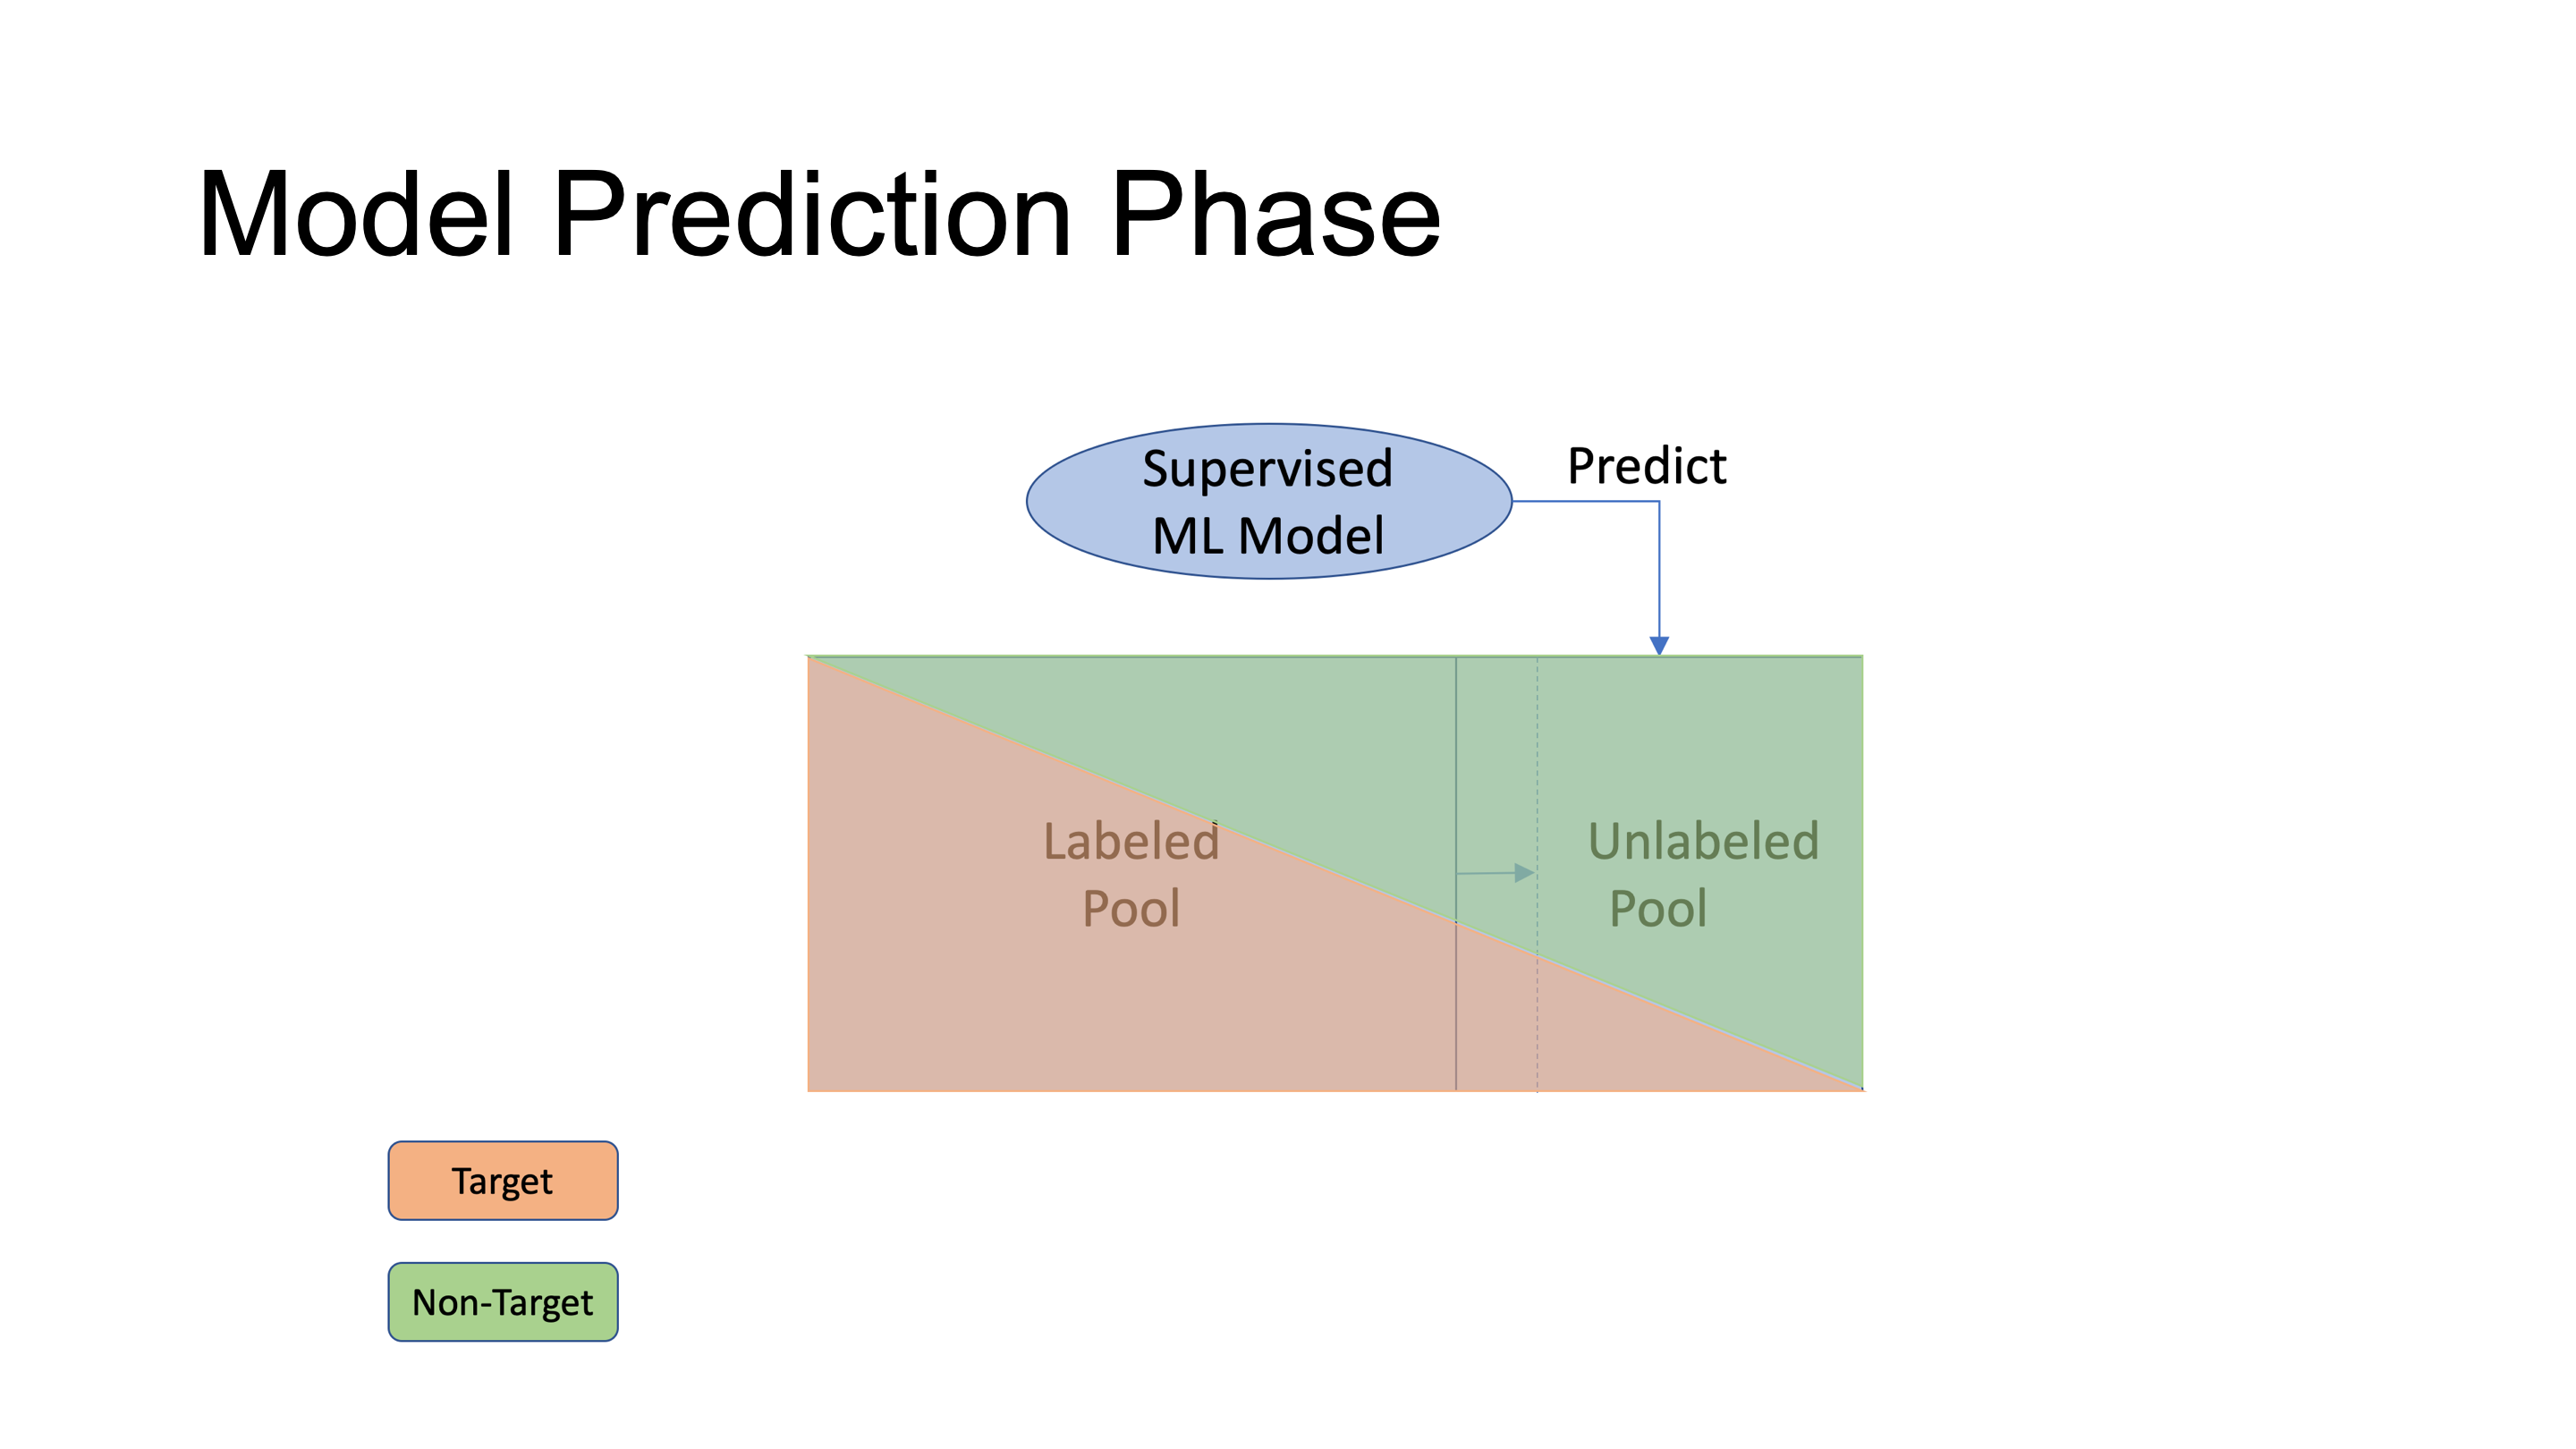 Model Prediction Phase
Supervised
ML Model
Predict
Labeled
Pool
Unlabeled
Pool
Target
Non-Target